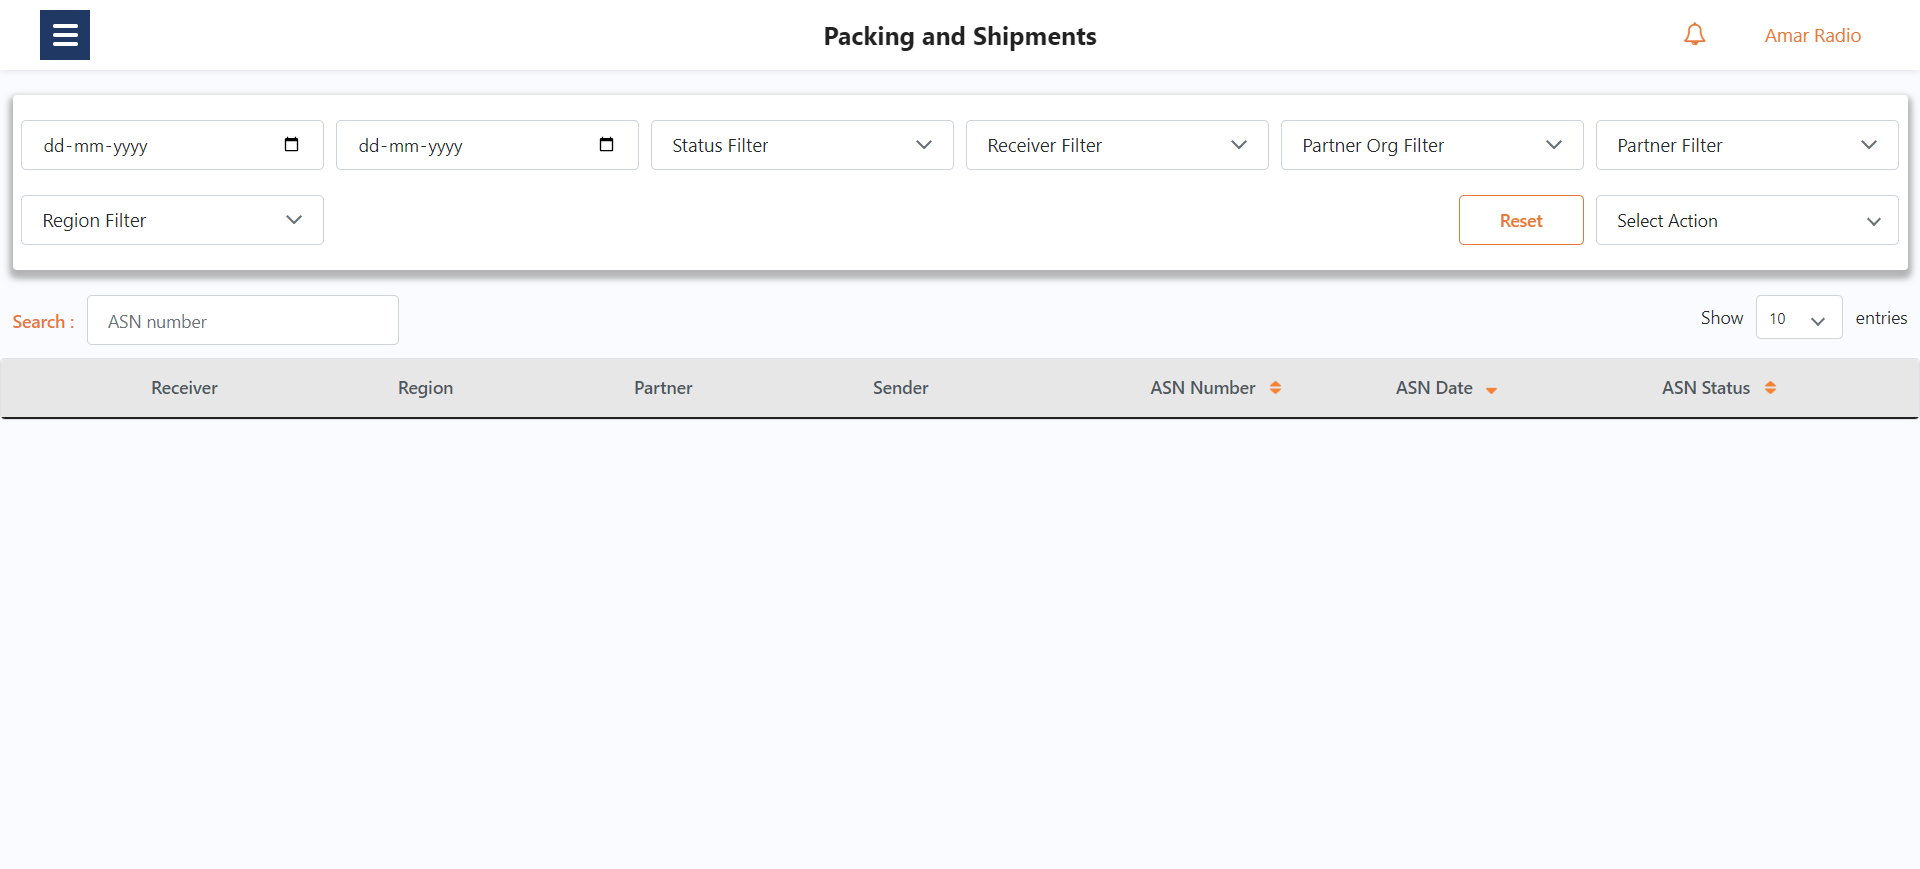 Packing and Shipments
Amar Radio
dd-mm-yyyy
dd-mm-yyyy
Status Filter
Receiver Filter
Partner Org Filter
Partner Filter
Region Filter
Reset
Select Action
Search :
ASN number
Show
10
entries
Receiver
Region
Partner
Sender
ASN Number
ASN Date
ASN Status